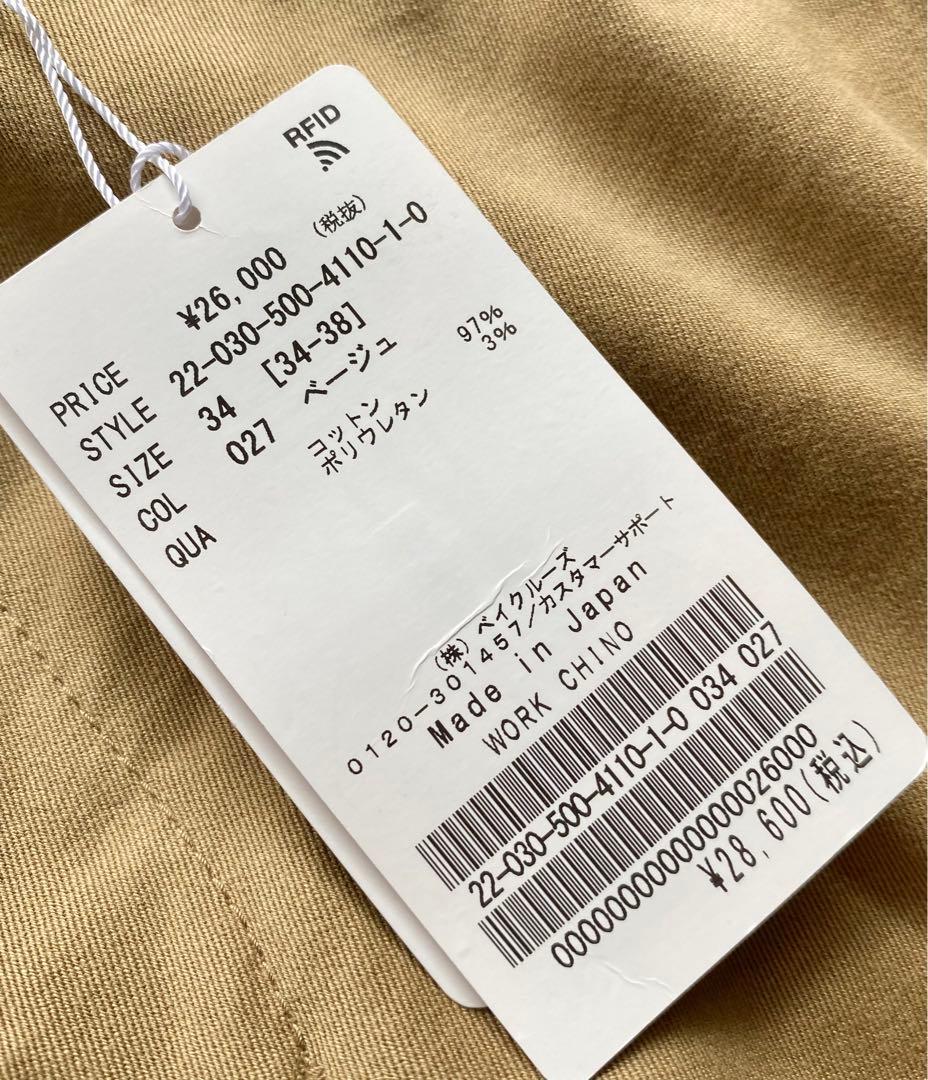 RFID
PRICE ¥26,000 (税抜)
STYLE 22-030-500-4110-1-0
SIZE 34 [34-38]
COL 027 ベージュ
QUA コットン 97%
ポリウレタン 3%
(株) ベイクルーズ
0120-301457/カスタマーサポート
Made in Japan
WORK CHINO
22-030-500-4110-1-0 034 027
0000000000000026000
¥28,600(税込)